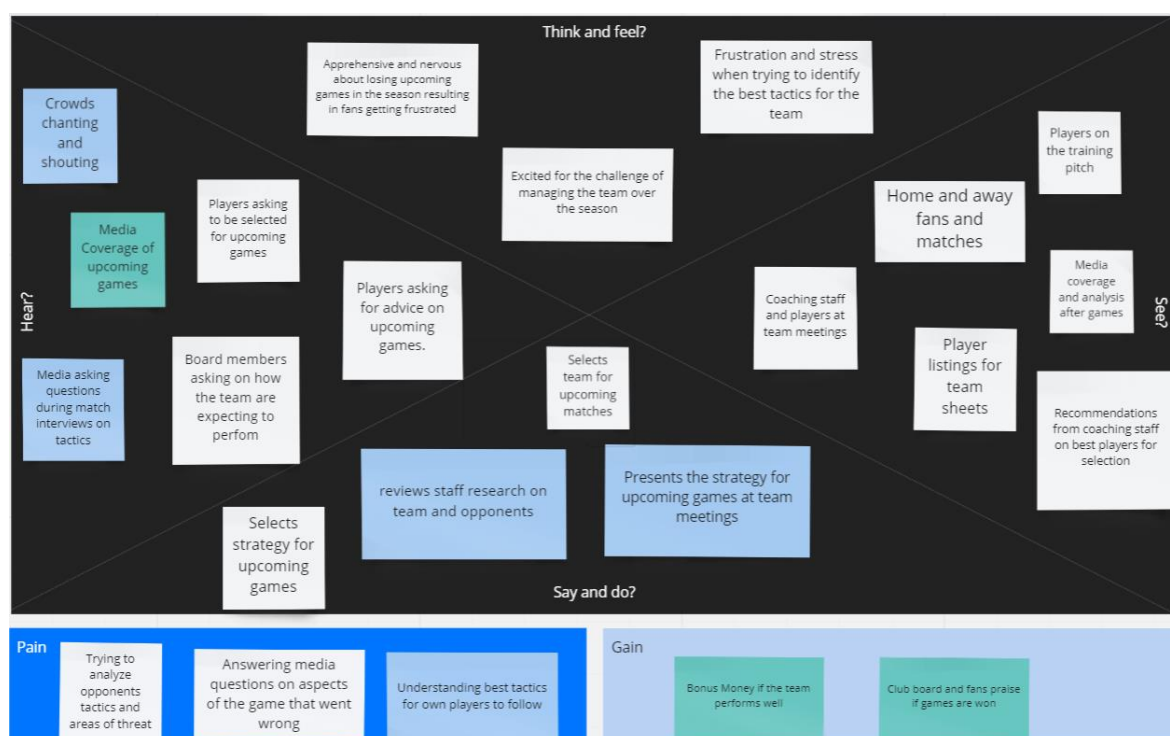 Think and feel?
Apprehensive and nervous
about losing upcoming
games in the season resulting
in fans getting frustrated
Frustration and stress
when trying to identify
the best tactics for the
team
Excited for the challenge of
managing the team over
the season
Hear?
Crowds
chanting
and
shouting
Media
Coverage of
upcoming
games
Players asking
to be selected
for upcoming
games
Players asking
for advice on
upcoming
games.
Media asking
questions
during match
interviews on
tactics
Board members
asking on how
the team are
expecting to
perfom
See?
Players on
the training
pitch
Home and away
fans and
matches
Media
coverage
and analysis
after games
Coaching staff
and players at
team meetings
Player
listings for
team
sheets
Recommendations
from coaching staff
on best players for
selection
Selects
team for
upcoming
matches
reviews staff research on
team and opponents
Presents the strategy for
upcoming games at team
meetings
Selects
strategy for
upcoming
games
Say and do?
Pain
Trying to
analyze
opponents
tactics and
areas of threat
Answering media
questions on aspects
of the game that went
wrong
Understanding best tactics
for own players to follow
Gain
Bonus Money if the team
performs well
Club board and fans praise
if games are won